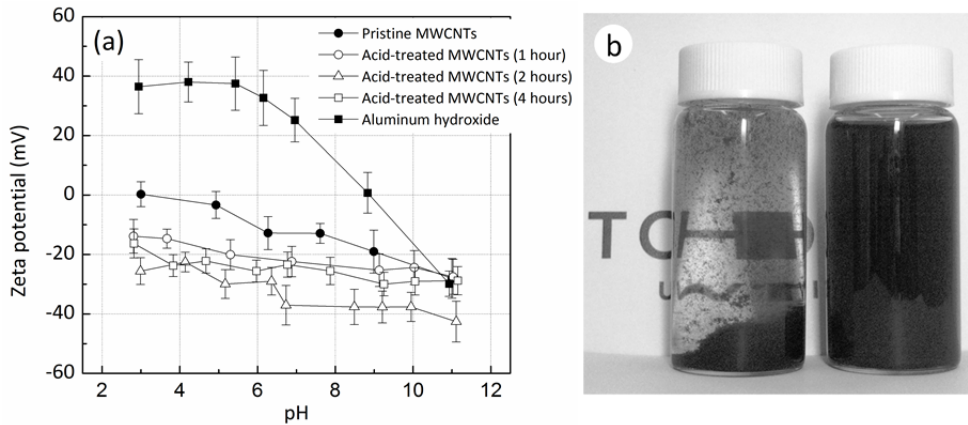 (a)
Pristine MWCNTs
Acid-treated MWCNTs (1 hour)
Acid-treated MWCNTs (2 hours)
Acid-treated MWCNTs (4 hours)
Aluminum hydroxide
Zeta potential (mV)
60
40
20
0
-20
-40
-60
2
4
6
8
10
12
pH
b
TC